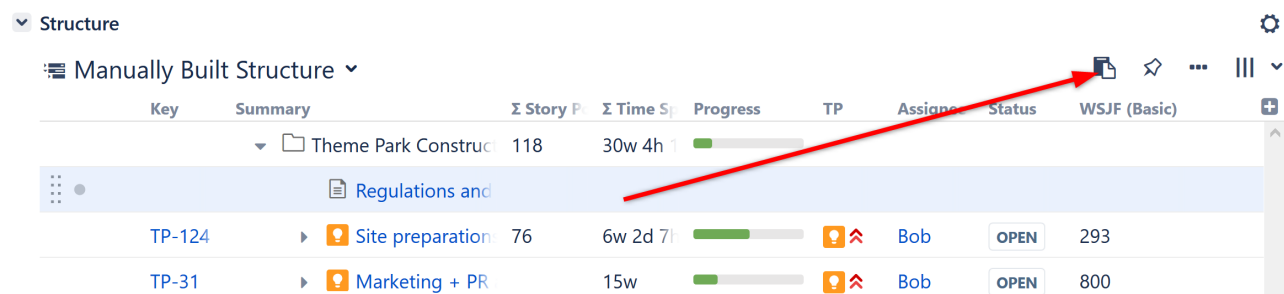 Structure
Manually Built Structure
Key Summary Σ Story Σ Time Progress TP Assignee Status WSJF (Basic)
Theme Park Construct 118 30w 4h
Regulations and
TP-124 Site preparation 76 6w 2d 7h Bob OPEN 293
TP-31 Marketing + PR 15w Bob OPEN 800